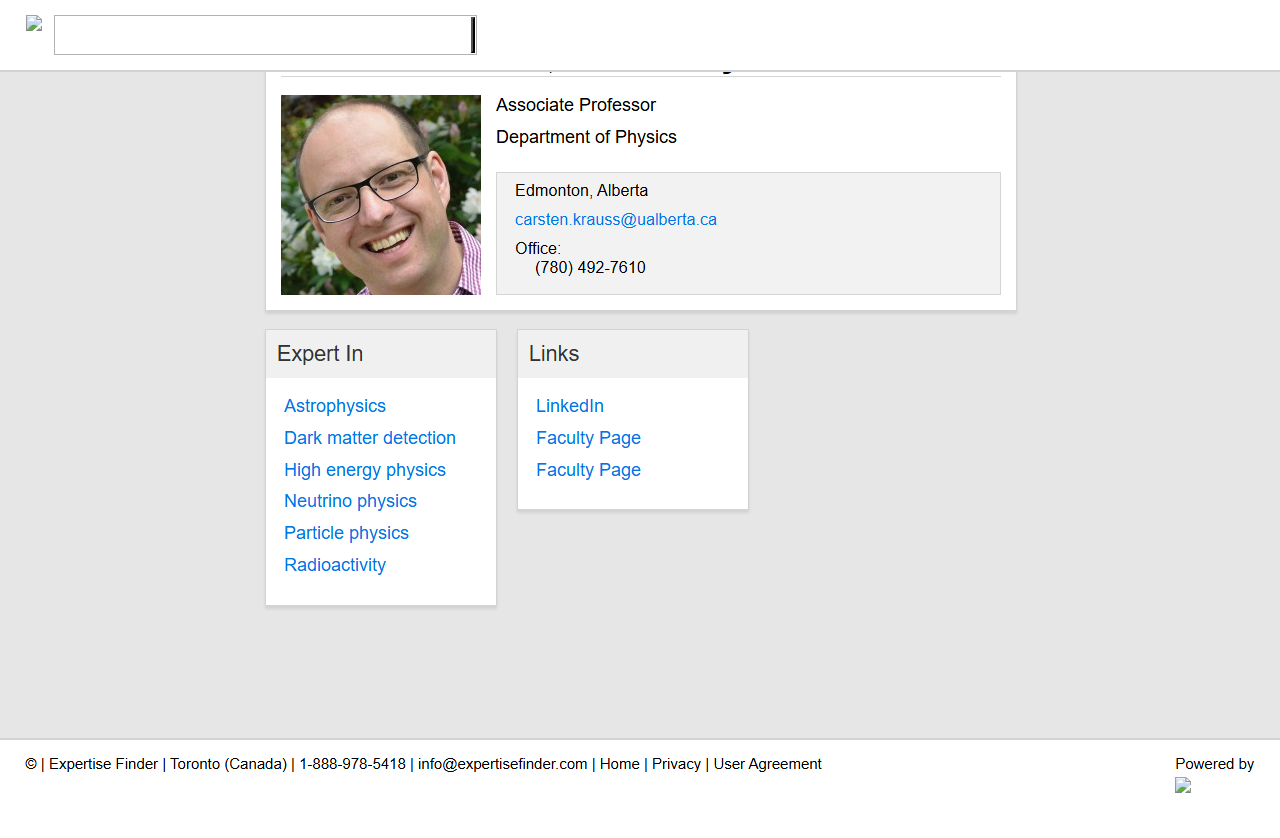 Associate Professor
Department of Physics
Edmonton, Alberta
carsten.krauss@ualberta.ca
Office:
(780) 492-7610
Expert In
Astrophysics
Dark matter detection
High energy physics
Neutrino physics
Particle physics
Radioactivity
Links
LinkedIn
Faculty Page
Faculty Page
© | Expertise Finder | Toronto (Canada) | 1-888-978-5418 | info@expertisefinder.com | Home | Privacy | User Agreement
Powered by